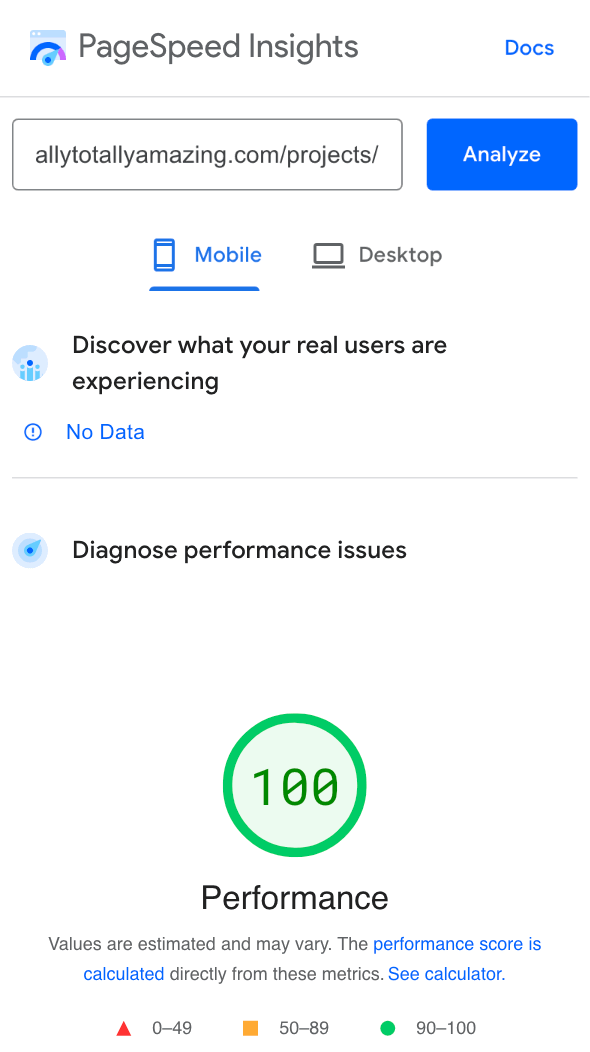 PageSpeed Insights
Docs
allytotallyamazing.com/projects/
Analyze
Mobile
Desktop
Discover what your real users are
experiencing
No Data
Diagnose performance issues
100
Performance
Values are estimated and may vary. The performance score is
calculated directly from these metrics. See calculator.
0–49
50–89
90–100